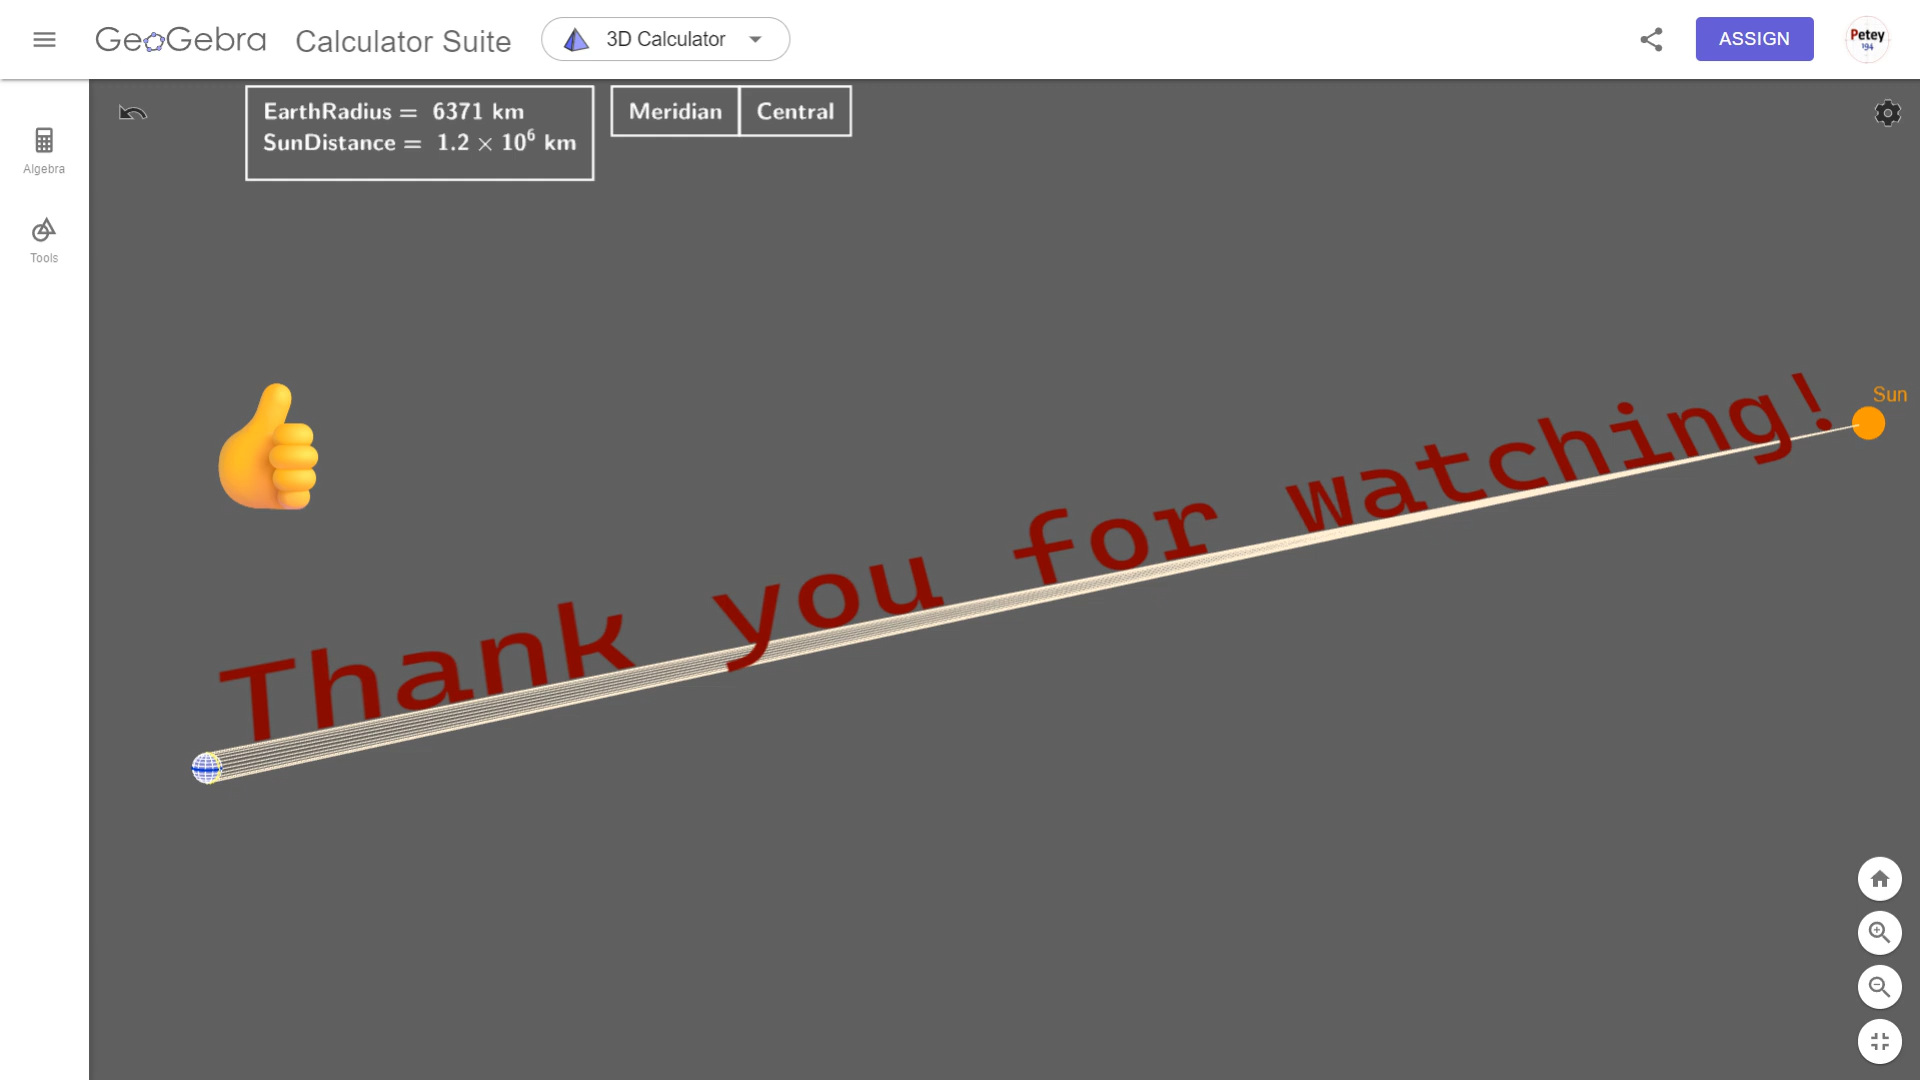 GeoGebra Calculator Suite 3D Calculator ASSIGN Petey 194
Algebra
Tools
EarthRadius = 6371 km
SunDistance = 1.2 × 10⁶ km
Meridian Central
Sun
Thank you for watching!